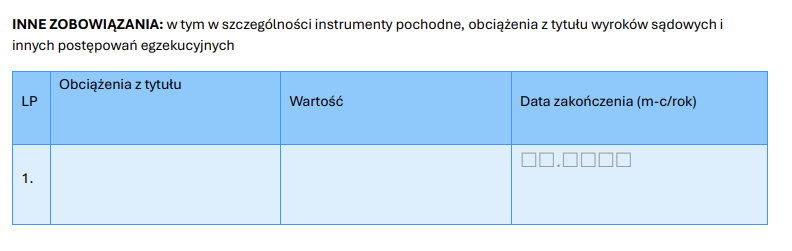 INNE ZOBOWIĄZANIA: w tym w szczególności instrumenty pochodne, obciążenia z tytułu wyroków sądowych i
innych postępowań egzekucyjnych
LP
Obciążenia z tytułu
Wartość
Data zakończenia (m-c/rok)
1.
☐☐.☐☐☐☐